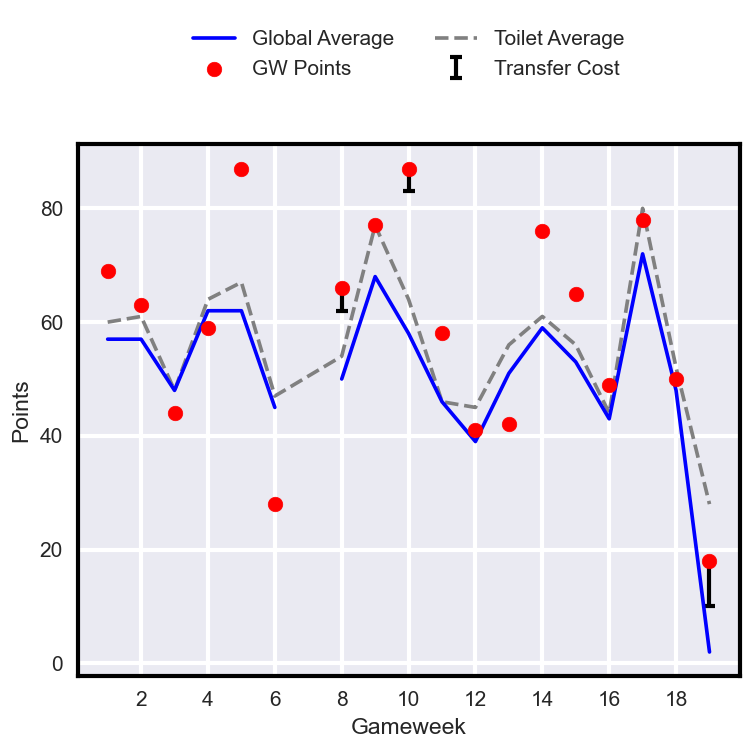 Global Average Toilet Average
GW Points Transfer Cost
Points
80
60
40
20
0
2 4 6 8 10 12 14 16 18
Gameweek